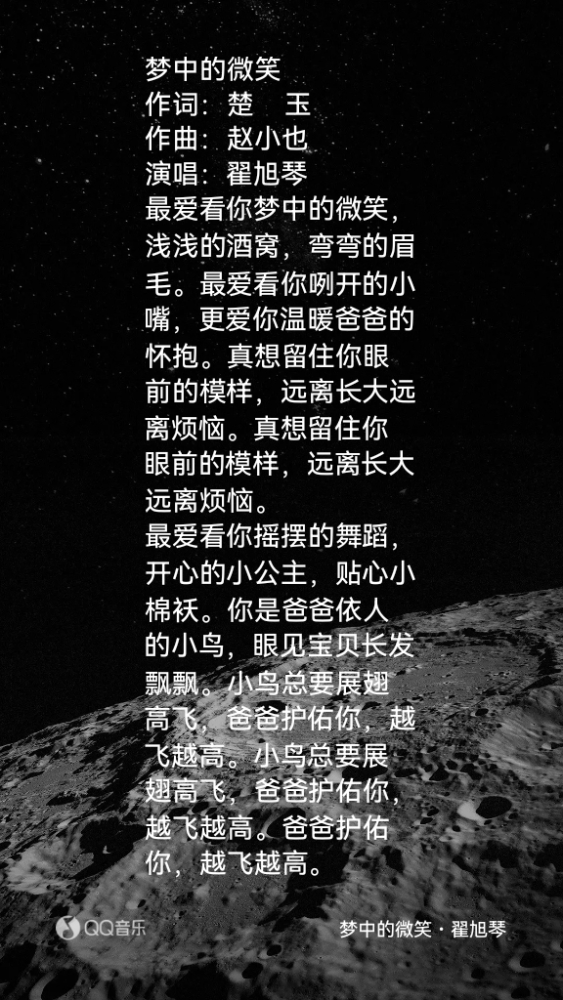 梦中的微笑
作词：楚　玉
作曲：赵小也
演唱：翟旭琴
最爱看你梦中的微笑，
浅浅的酒窝，弯弯的眉
毛。最爱看你咧开的小
嘴，更爱你温暖爸爸的
怀抱。真想留住你眼
前的模样，远离长大远
离烦恼。真想留住你
眼前的模样，远离长大
远离烦恼。
最爱看你摇摆的舞蹈，
开心的小公主，贴心小
棉袄。你是爸爸依人
的小鸟，眼见宝贝长发
飘飘。小鸟总要展翅
高飞，爸爸护佑你，越
飞越高。小鸟总要展
翅高飞，爸爸护佑你，
越飞越高。爸爸护佑
你，越飞越高。
QQ音乐
梦中的微笑·翟旭琴